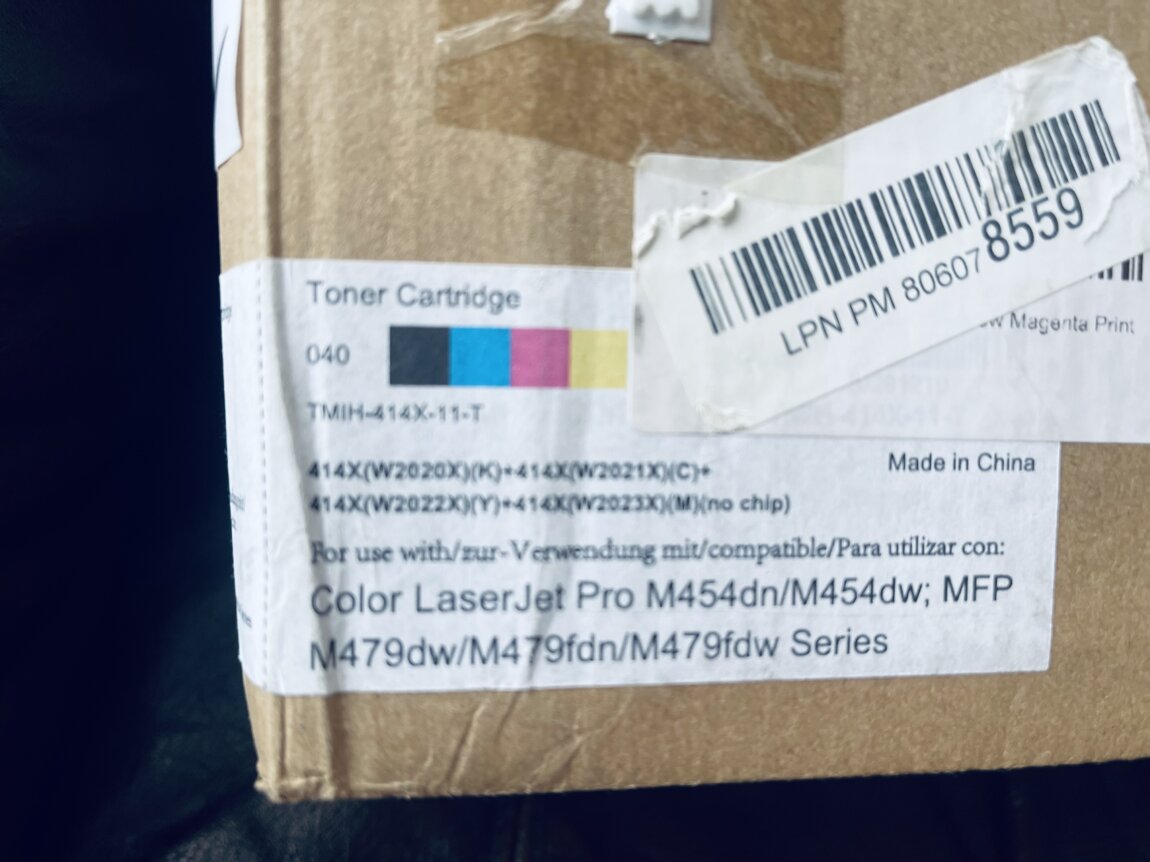 LPN PM 806078559
Magenta Print
Toner Cartridge
040
TMIH-414X-11-T
Made in China
414X(W2020X)(K)+414X(W2021X)(C)+
414X(W2022X)(Y)+414X(W2023X)(M)(no chip)
For use with/zur-Verwendung mit/compatible/Para utilizar con:
Color LaserJet Pro M454dn/M454dw; MFP
M479dw/M479fdn/M479fdw Series